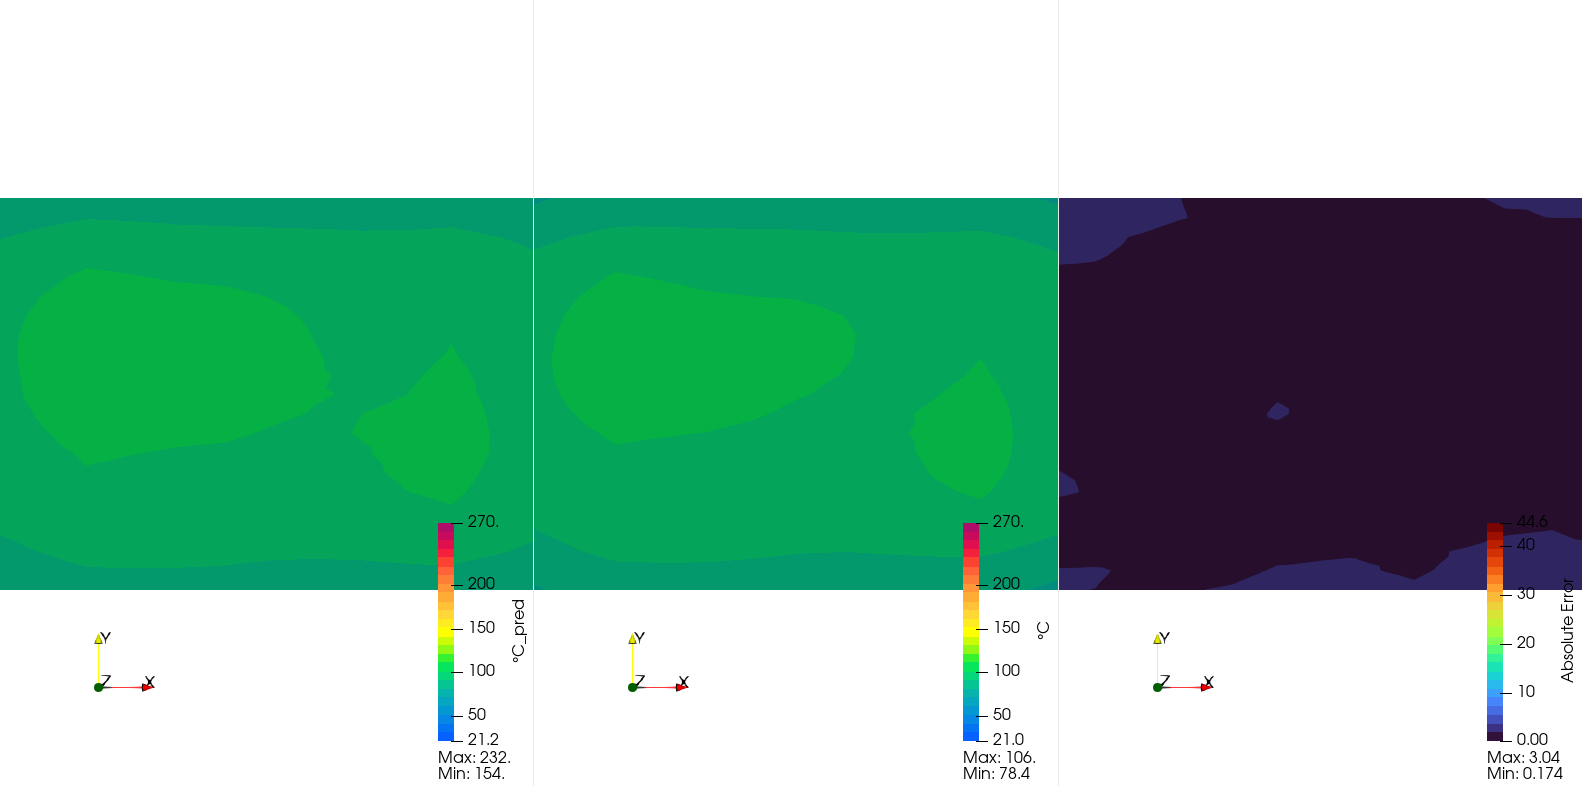 270.
200
150
100
50
21.2
°C_pred
Max: 232.
Min: 154.
Y
Z
X
270.
200
150
100
50
21.0
°C
Max: 106.
Min: 78.4
Y
Z
X
44.6
40
30
20
10
0.00
Absolute Error
Max: 3.04
Min: 0.174
Y
Z
X